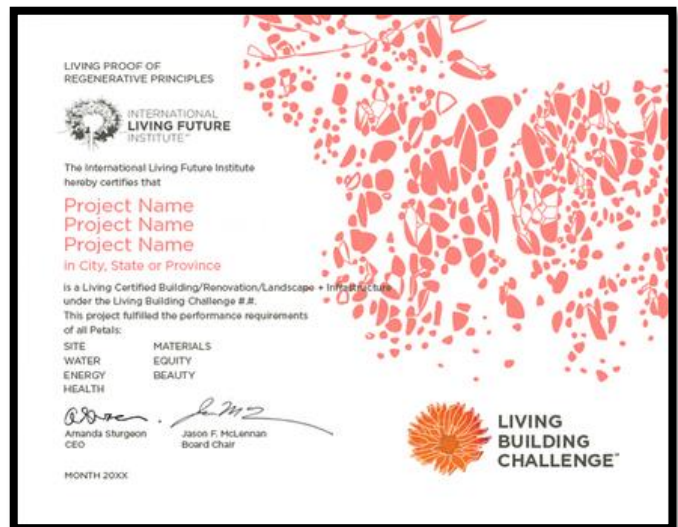 LIVING PROOF OF
REGENERATIVE PRINCIPLES
INTERNATIONAL
LIVING FUTURE
INSTITUTE℠
The International Living Future Institute
hereby certifies that
Project Name
Project Name
Project Name
in City, State or Province
is a Living Certified Building/Renovation/Landscape + Infrastructure
under the Living Building Challenge #.#.
This project fulfilled the performance requirements
of all Petals:
SITE MATERIALS
WATER EQUITY
ENERGY BEAUTY
HEALTH
Amanda Sturgeon Jason F. McLennan
CEO Board Chair
MONTH 20XX
LIVING
BUILDING
CHALLENGE℠